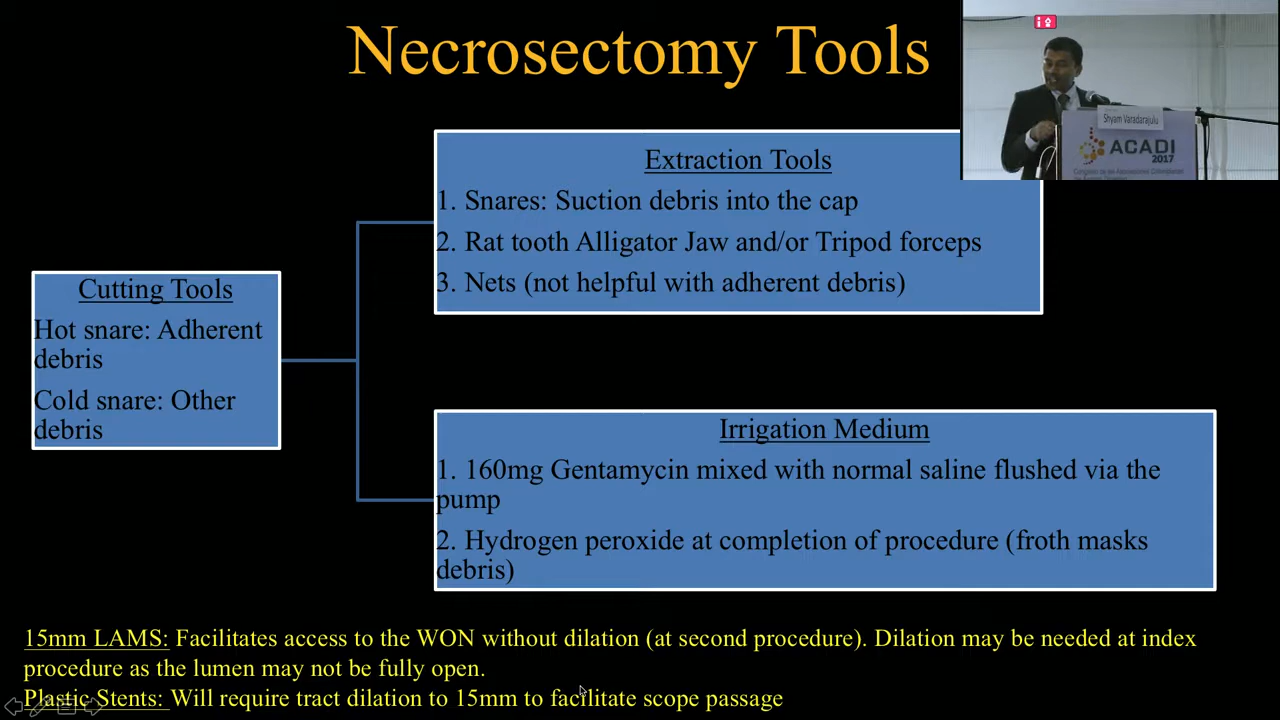 Necrosectomy Tools
Shyam Varadarajulu
ACADI
2017
Extraction Tools
1. Snares: Suction debris into the cap
2. Rat tooth Alligator Jaw and/or Tripod forceps
3. Nets (not helpful with adherent debris)
Cutting Tools
Hot snare: Adherent
debris
Cold snare: Other
debris
Irrigation Medium
1. 160mg Gentamycin mixed with normal saline flushed via the
pump
2. Hydrogen peroxide at completion of procedure (froth masks
debris)
15mm LAMS: Facilitates access to the WON without dilation (at second procedure). Dilation may be needed at index
procedure as the lumen may not be fully open.
Plastic Stents: Will require tract dilation to 15mm to facilitate scope passage